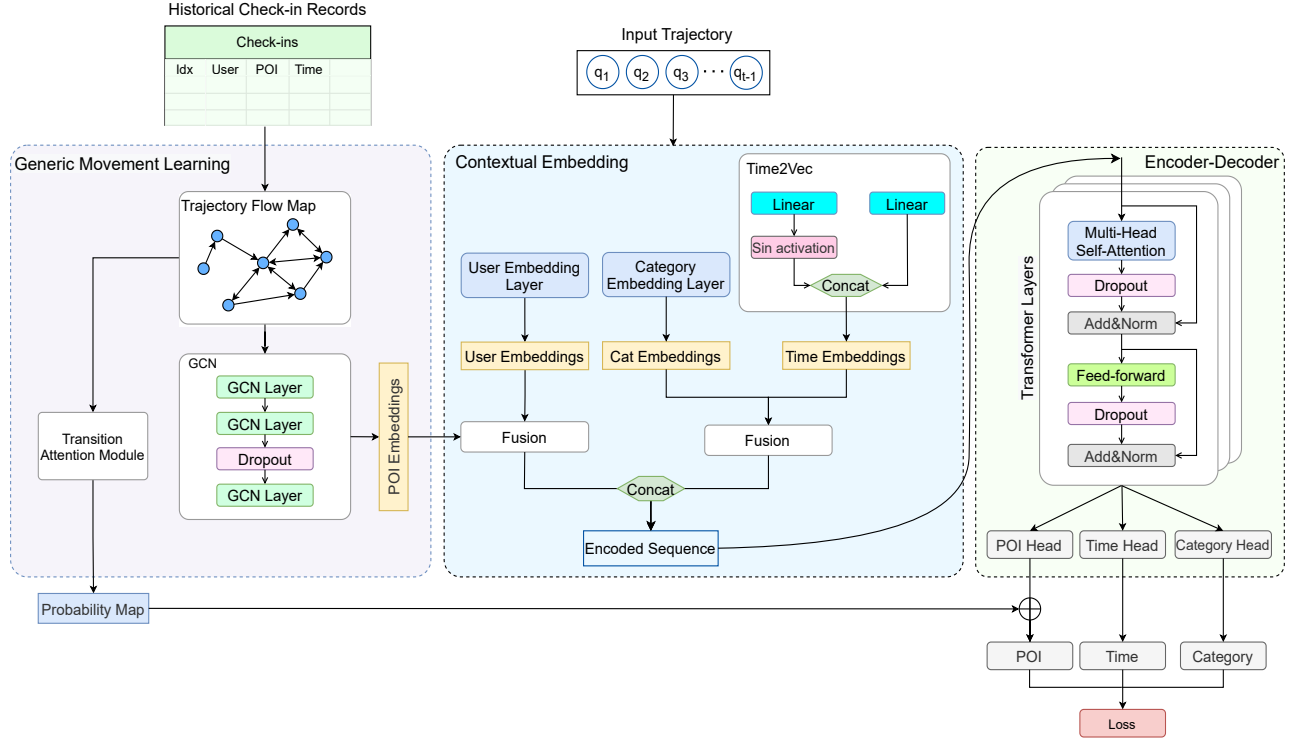 Historical Check-in Records
Check-ins
Idx User POI Time
Input Trajectory
q1 q2 q3 ··· qt-1
Generic Movement Learning
Trajectory Flow Map
GCN
GCN Layer
GCN Layer
Dropout
GCN Layer
Transition
Attention Module
POI Embeddings
Probability Map
Contextual Embedding
Time2Vec
Linear
Linear
Sin activation
Concat
User Embedding
Layer
Category
Embedding Layer
User Embeddings
Cat Embeddings
Time Embeddings
Fusion
Fusion
Concat
Encoded Sequence
Encoder-Decoder
Transformer Layers
Multi-Head
Self-Attention
Dropout
Add&Norm
Feed-forward
Dropout
Add&Norm
POI Head
Time Head
Category Head
POI
Time
Category
Loss